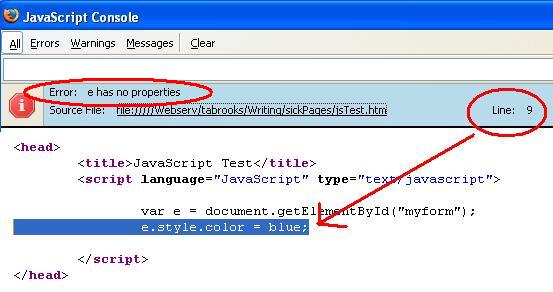 JavaScript Console
All Errors Warnings Messages Clear
Error: e has no properties
Source File: file://///Webserv/tabrooks/Writing/sickPages/jsTest.htm Line: 9
<head>
<title>JavaScript Test</title>
<script language="JavaScript" type="text/javascript">
var e = document.getElementById("myform");
e.style.color = blue;
</script>
</head>